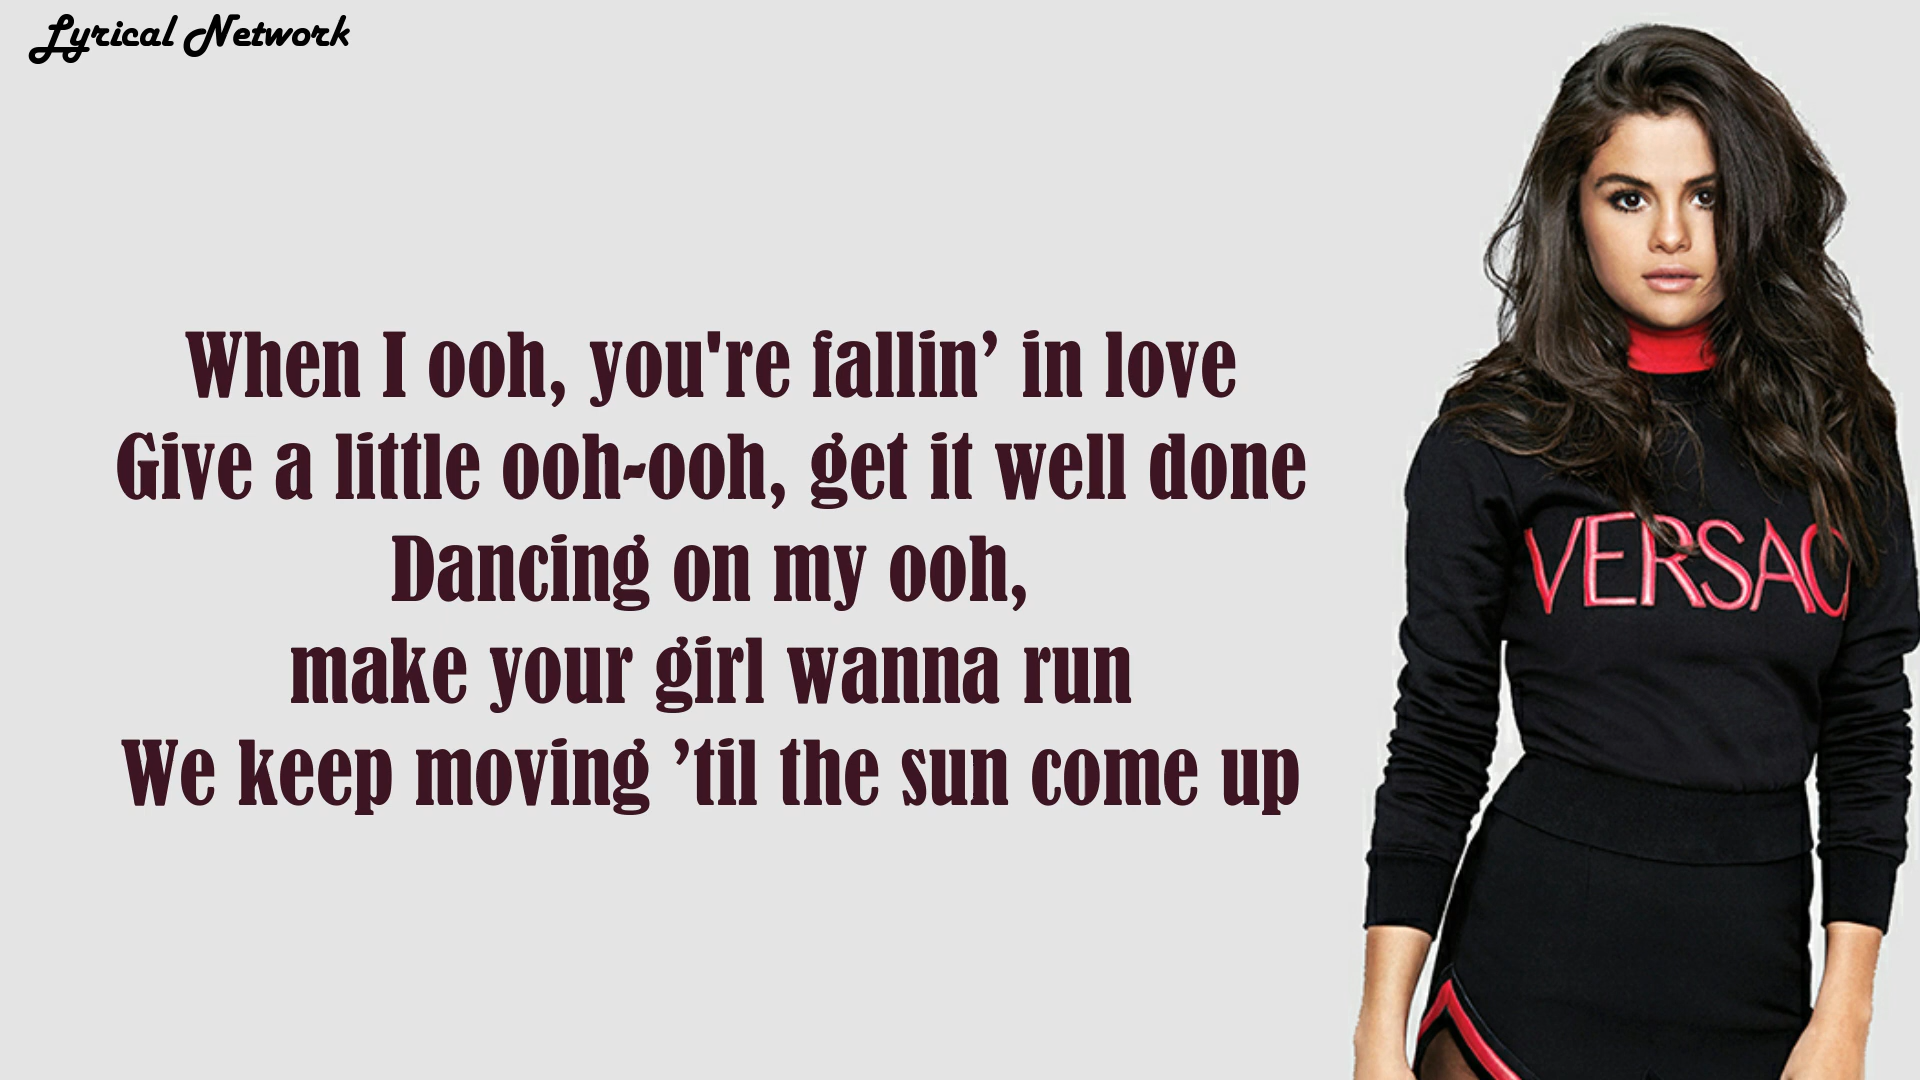 Lyrical Network
When I ooh, you're fallin’ in love
Give a little ooh-ooh, get it well done
Dancing on my ooh,
make your girl wanna run
We keep moving ’til the sun come up
VERSAC